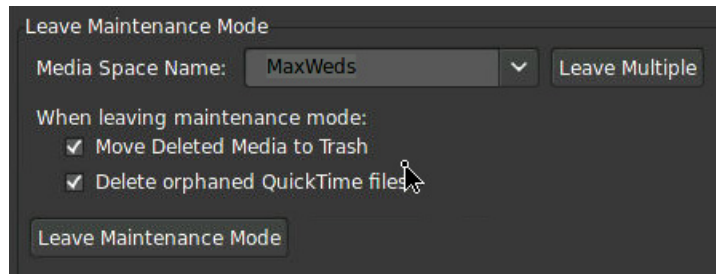 Leave Maintenance Mode
Media Space Name: MaxWeds Leave Multiple
When leaving maintenance mode:
Move Deleted Media to Trash
Delete orphaned QuickTime files
Leave Maintenance Mode